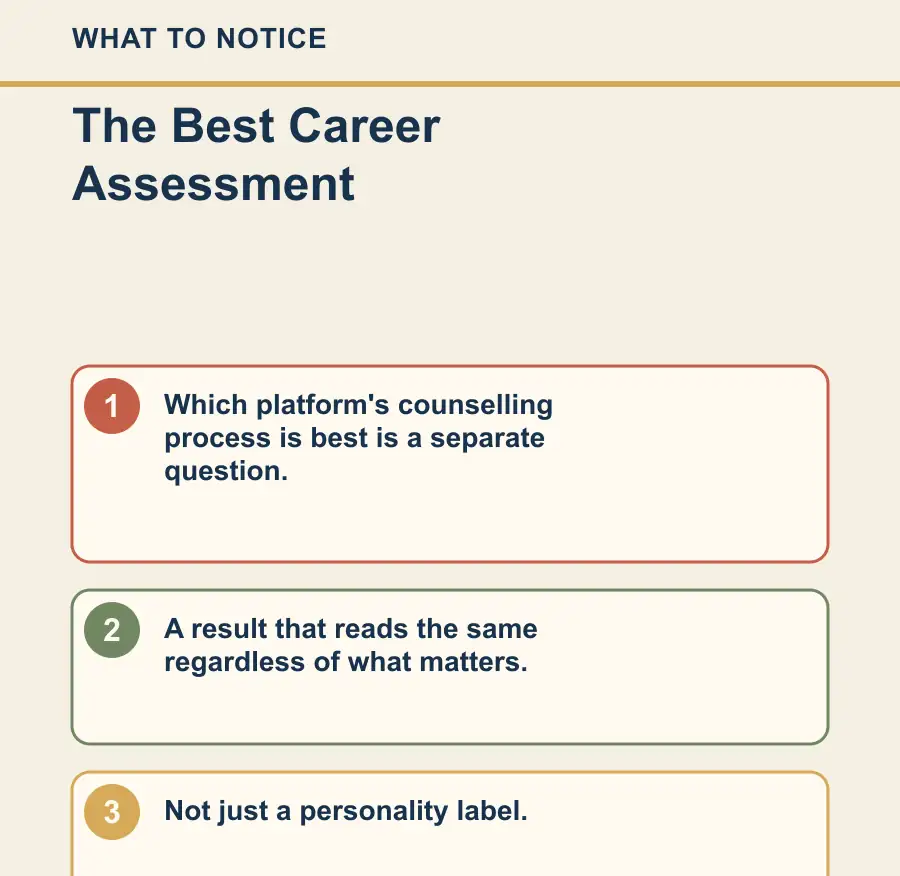 WHAT TO NOTICE
The Best Career
Assessment
1
Which platform's counselling
process is best is a separate
question.
2
A result that reads the same
regardless of what matters.
3
Not just a personality label.